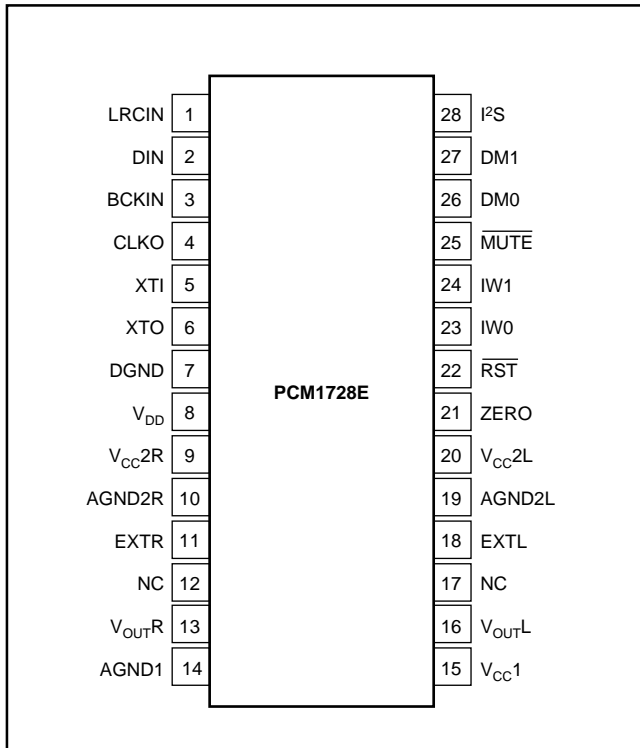 LRCIN 1
DIN 2
BCKIN 3
CLKO 4
XTI 5
XTO 6
DGND 7
VDD 8
VCC2R 9
AGND2R 10
EXTR 11
NC 12
VOUTR 13
AGND1 14
PCM1728E
28 I²S
27 DM1
26 DM0
25 M̅U̅T̅E̅
24 IW1
23 IW0
22 R̅S̅T̅
21 ZERO
20 VCC2L
19 AGND2L
18 EXTL
17 NC
16 VOUTL
15 VCC1